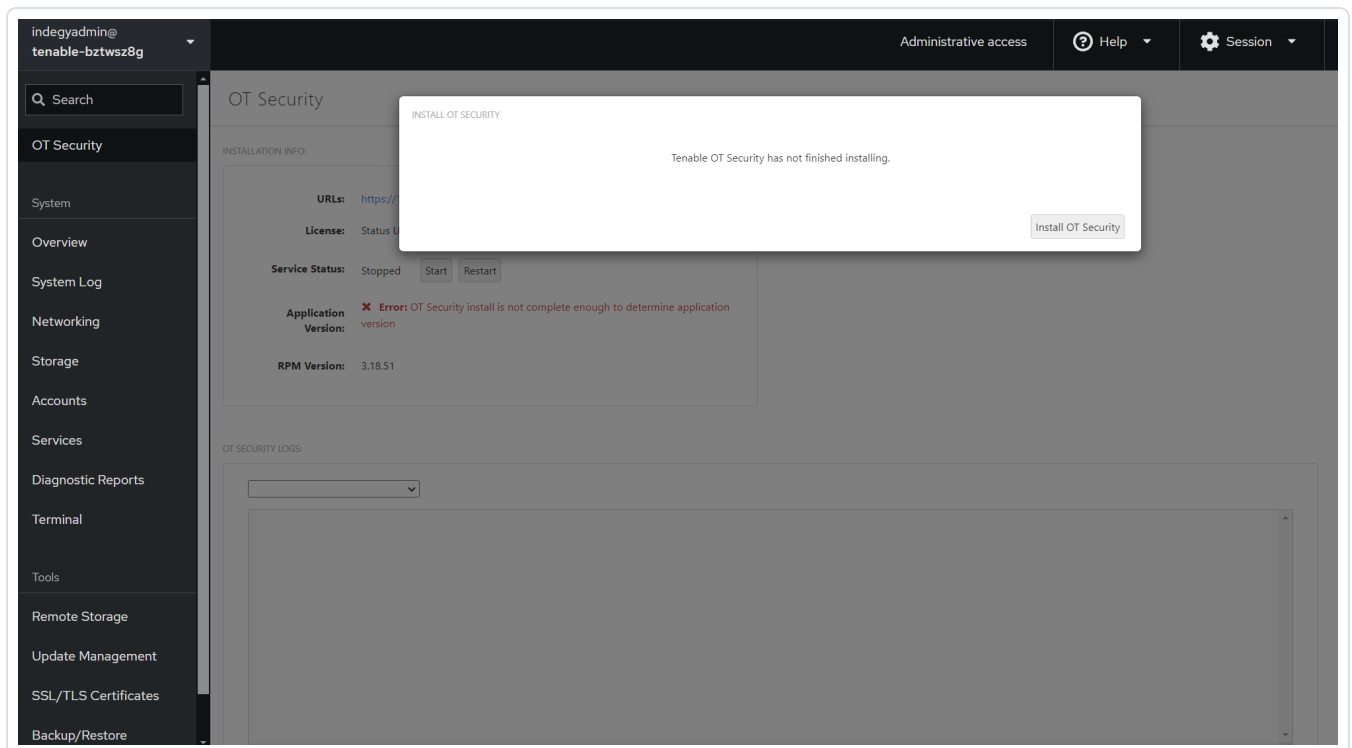 indegyadmin@
tenable-bztwsz8g
Administrative access
Help
Session
Search
OT Security
System
Overview
System Log
Networking
Storage
Accounts
Services
Diagnostic Reports
Terminal
Tools
Remote Storage
Update Management
SSL/TLS Certificates
Backup/Restore
OT Security
INSTALL OT SECURITY
Tenable OT Security has not finished installing.
Install OT Security
INSTALLATION INFO:
URLs: https://
License: Status U
Service Status: Stopped Start Restart
Application Version: Error: OT Security install is not complete enough to determine application
version
RPM Version: 3.18.51
OT SECURITY LOGS: